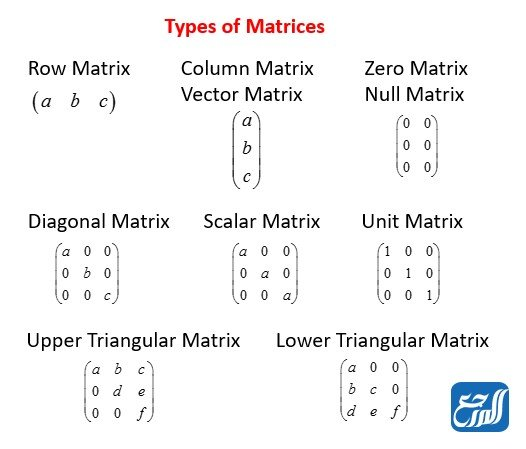 Types of Matrices
Row Matrix
(a b c)
Column Matrix
Vector Matrix
(a
b
c)
Zero Matrix
Null Matrix
(0 0
0 0
0 0)
Diagonal Matrix
(a 0 0
0 b 0
0 0 c)
Scalar Matrix
(a 0 0
0 a 0
0 0 a)
Unit Matrix
(1 0 0
0 1 0
0 0 1)
Upper Triangular Matrix
(a b c
0 d e
0 0 f)
Lower Triangular Matrix
(a 0 0
b c 0
d e f)
المرجع